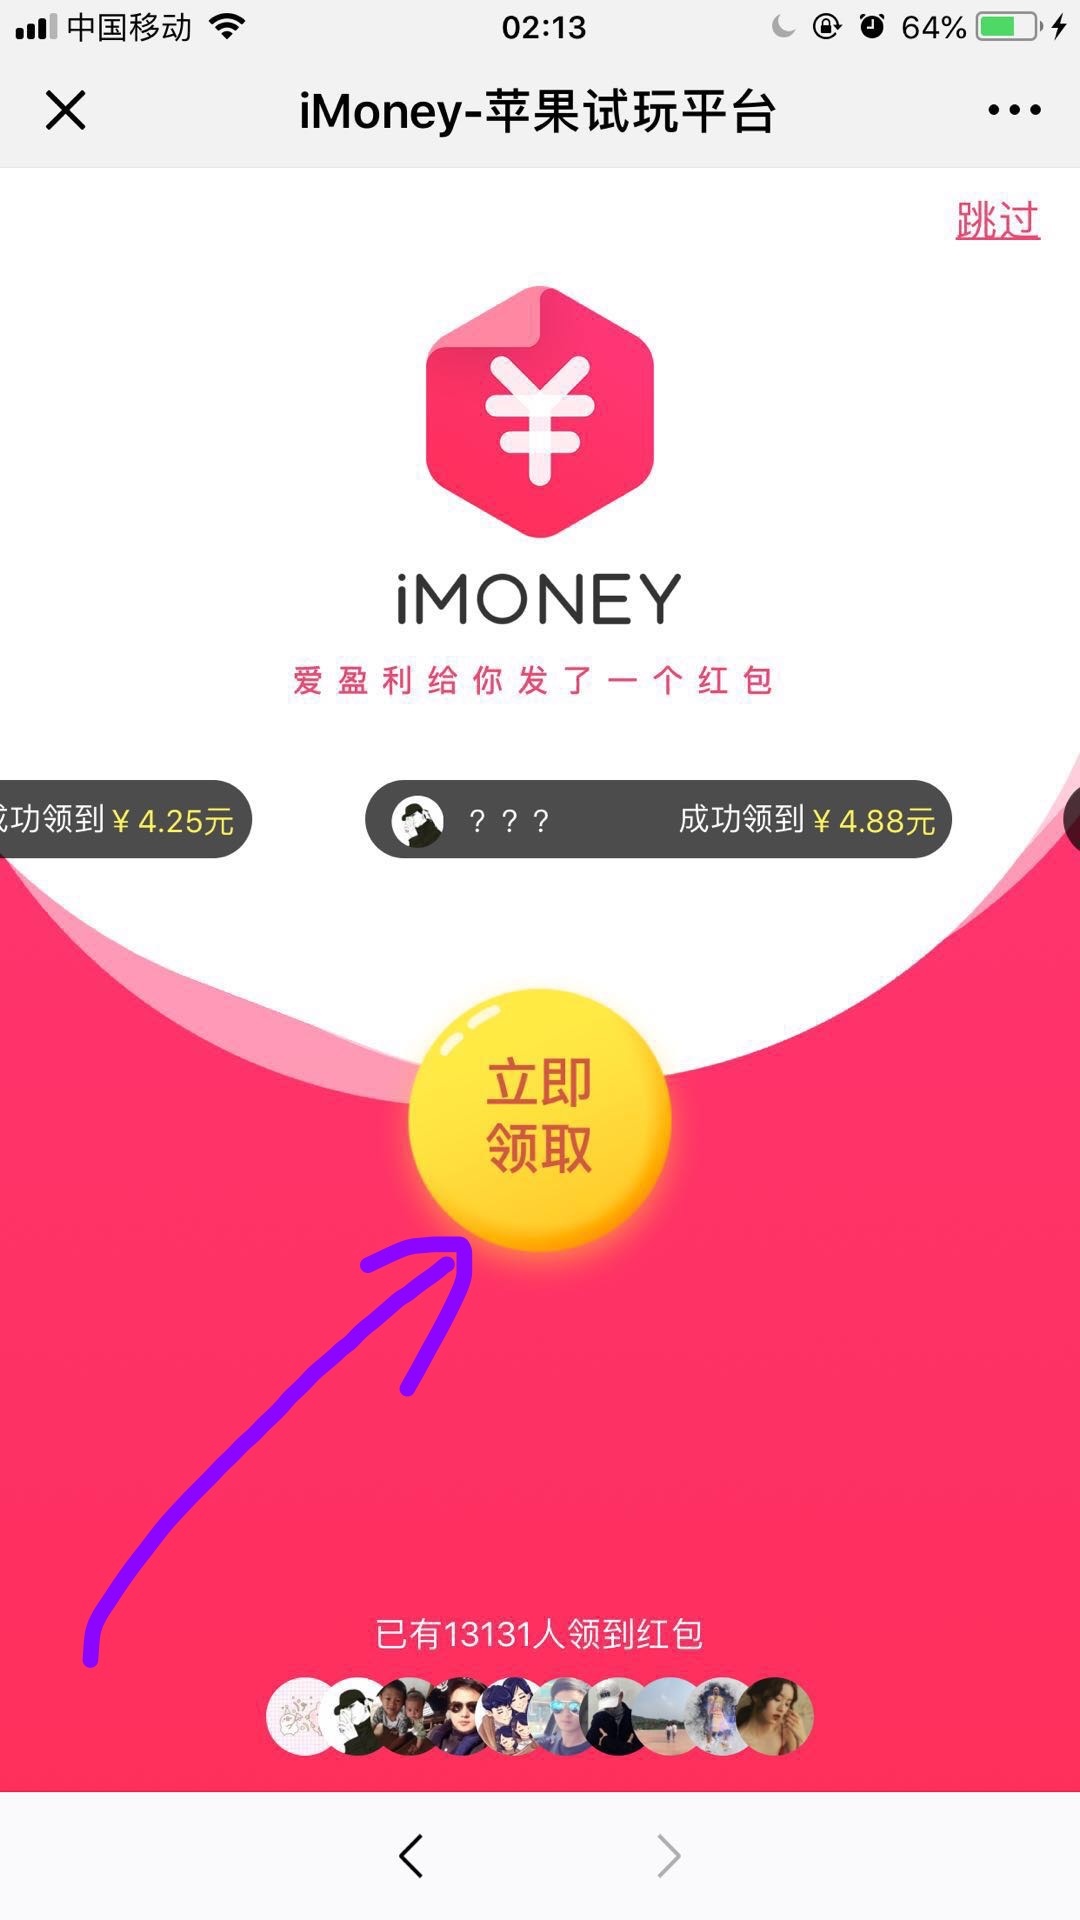 中国移动
02:13
64%
iMoney-苹果试玩平台
跳过
iMONEY
爱盈利给你发了一个红包
功领到¥4.25元
??? 成功领到¥4.88元
立即
领取
已有13131人领到红包